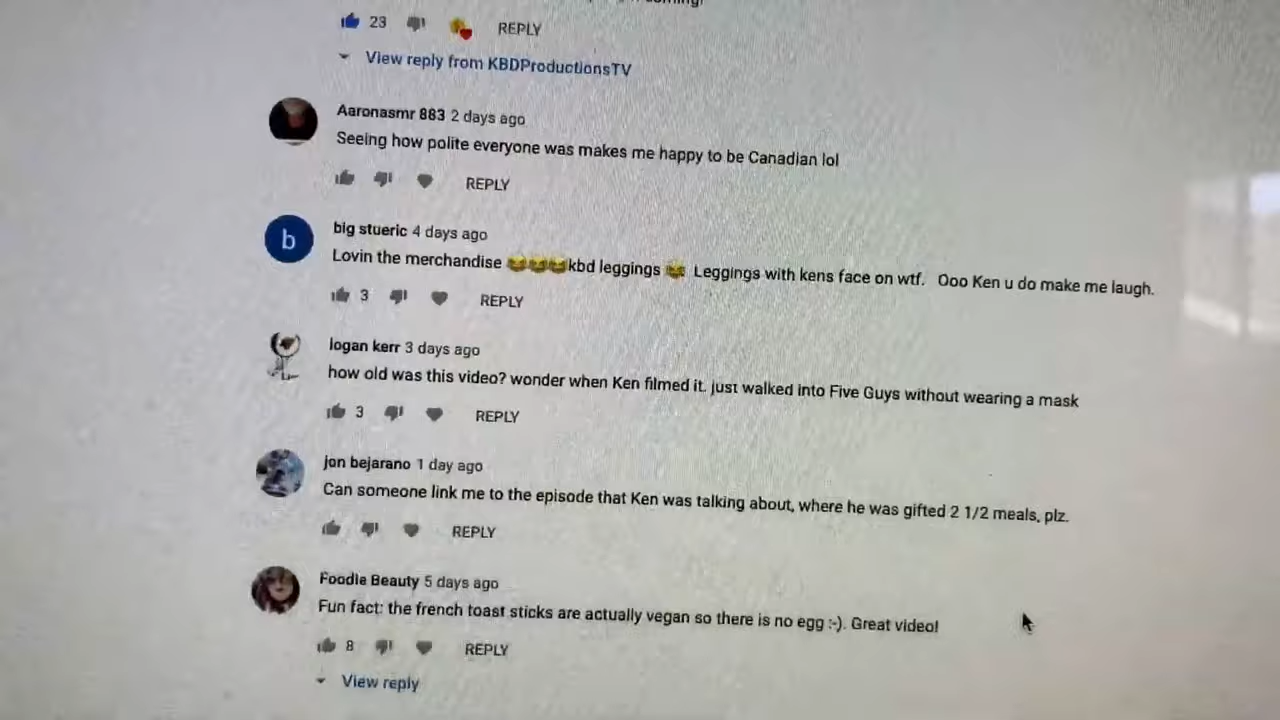 23 REPLY
View reply from KBDProductionsTV
Aaronasmr 883 2 days ago
Seeing how polite everyone was makes me happy to be Canadian lol
REPLY
b
big stueric 4 days ago
Lovin the merchandise 😂😂😂kbd leggings 😂 Leggings with kens face on wtf. Ooo Ken u do make me laugh.
3 REPLY
logan kerr 3 days ago
how old was this video? wonder when Ken filmed it. just walked into Five Guys without wearing a mask
3 REPLY
jon bejarano 1 day ago
Can someone link me to the episode that Ken was talking about, where he was gifted 2 1/2 meals, plz.
REPLY
Foodie Beauty 5 days ago
Fun fact: the french toast sticks are actually vegan so there is no egg :-). Great video!
8 REPLY
View reply